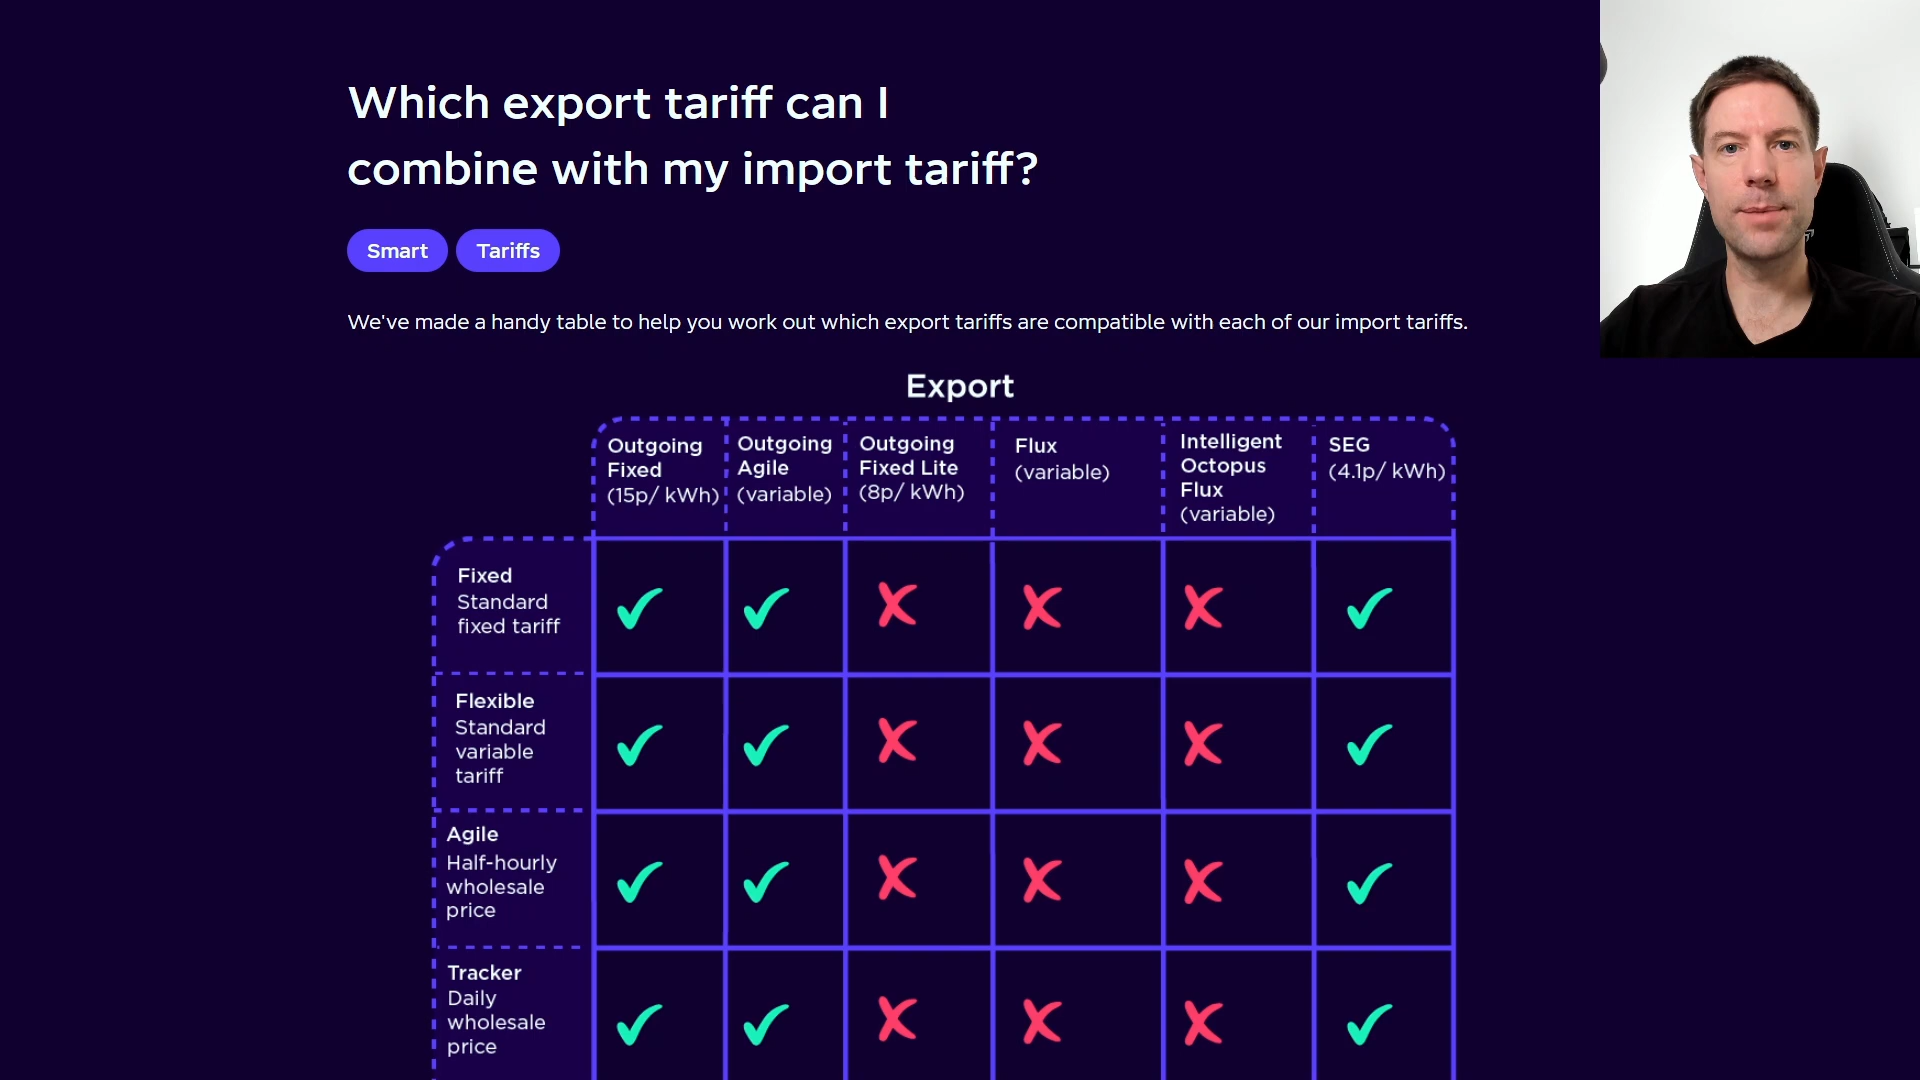 Which export tariff can I
combine with my import tariff?
Smart
Tariffs
We've made a handy table to help you work out which export tariffs are compatible with each of our import tariffs.
Export
Outgoing
Fixed
(15p/ kWh)
Outgoing
Agile
(variable)
Outgoing
Fixed Lite
(8p/ kWh)
Flux
(variable)
Intelligent
Octopus
Flux
(variable)
SEG
(4.1p/ kWh)
Fixed
Standard
fixed tariff
Flexible
Standard
variable
tariff
Agile
Half-hourly
wholesale
price
Tracker
Daily
wholesale
price